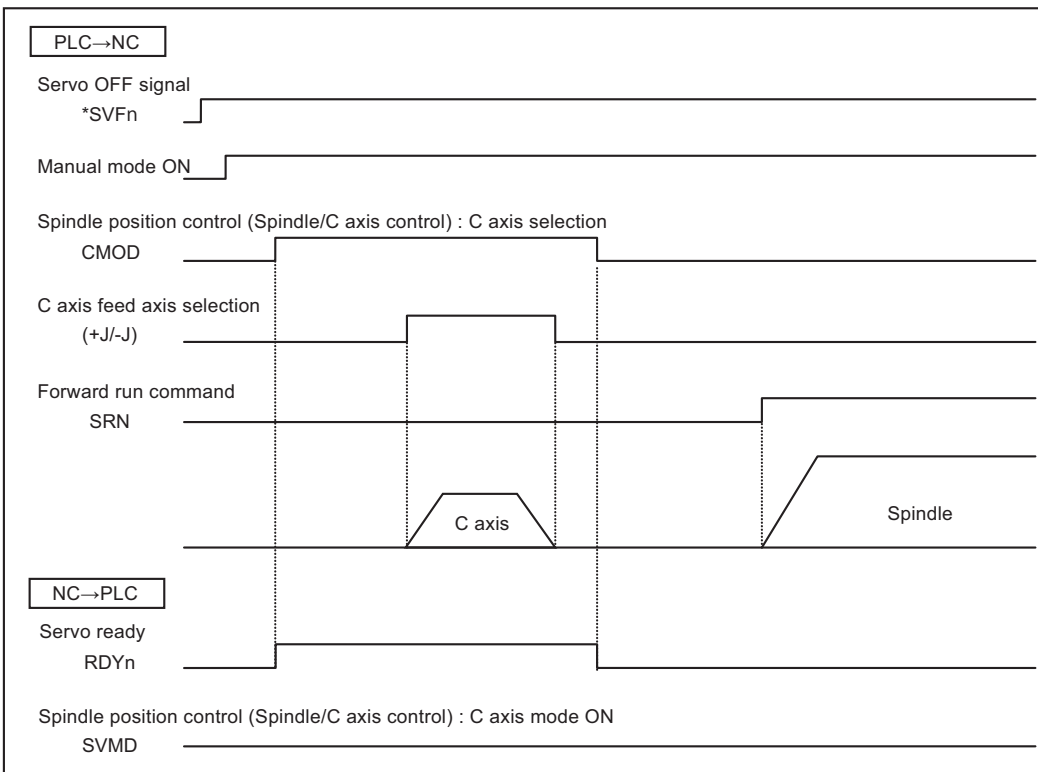 PLC→NC
Servo OFF signal
*SVFn
Manual mode ON
Spindle position control (Spindle/C axis control) : C axis selection
CMOD
C axis feed axis selection
(+J/-J)
Forward run command
SRN
C axis
Spindle
NC→PLC
Servo ready
RDYn
Spindle position control (Spindle/C axis control) : C axis mode ON
SVMD